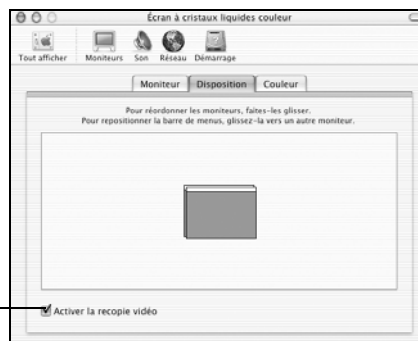 Écran à cristaux liquides couleur
Tout afficher Moniteurs Son Réseau Démarrage
Moniteur Disposition Couleur
Pour réordonner les moniteurs, faites-les glisser.
Pour repositionner la barre de menus, glissez-la vers un autre moniteur.
Activer la recopie vidéo